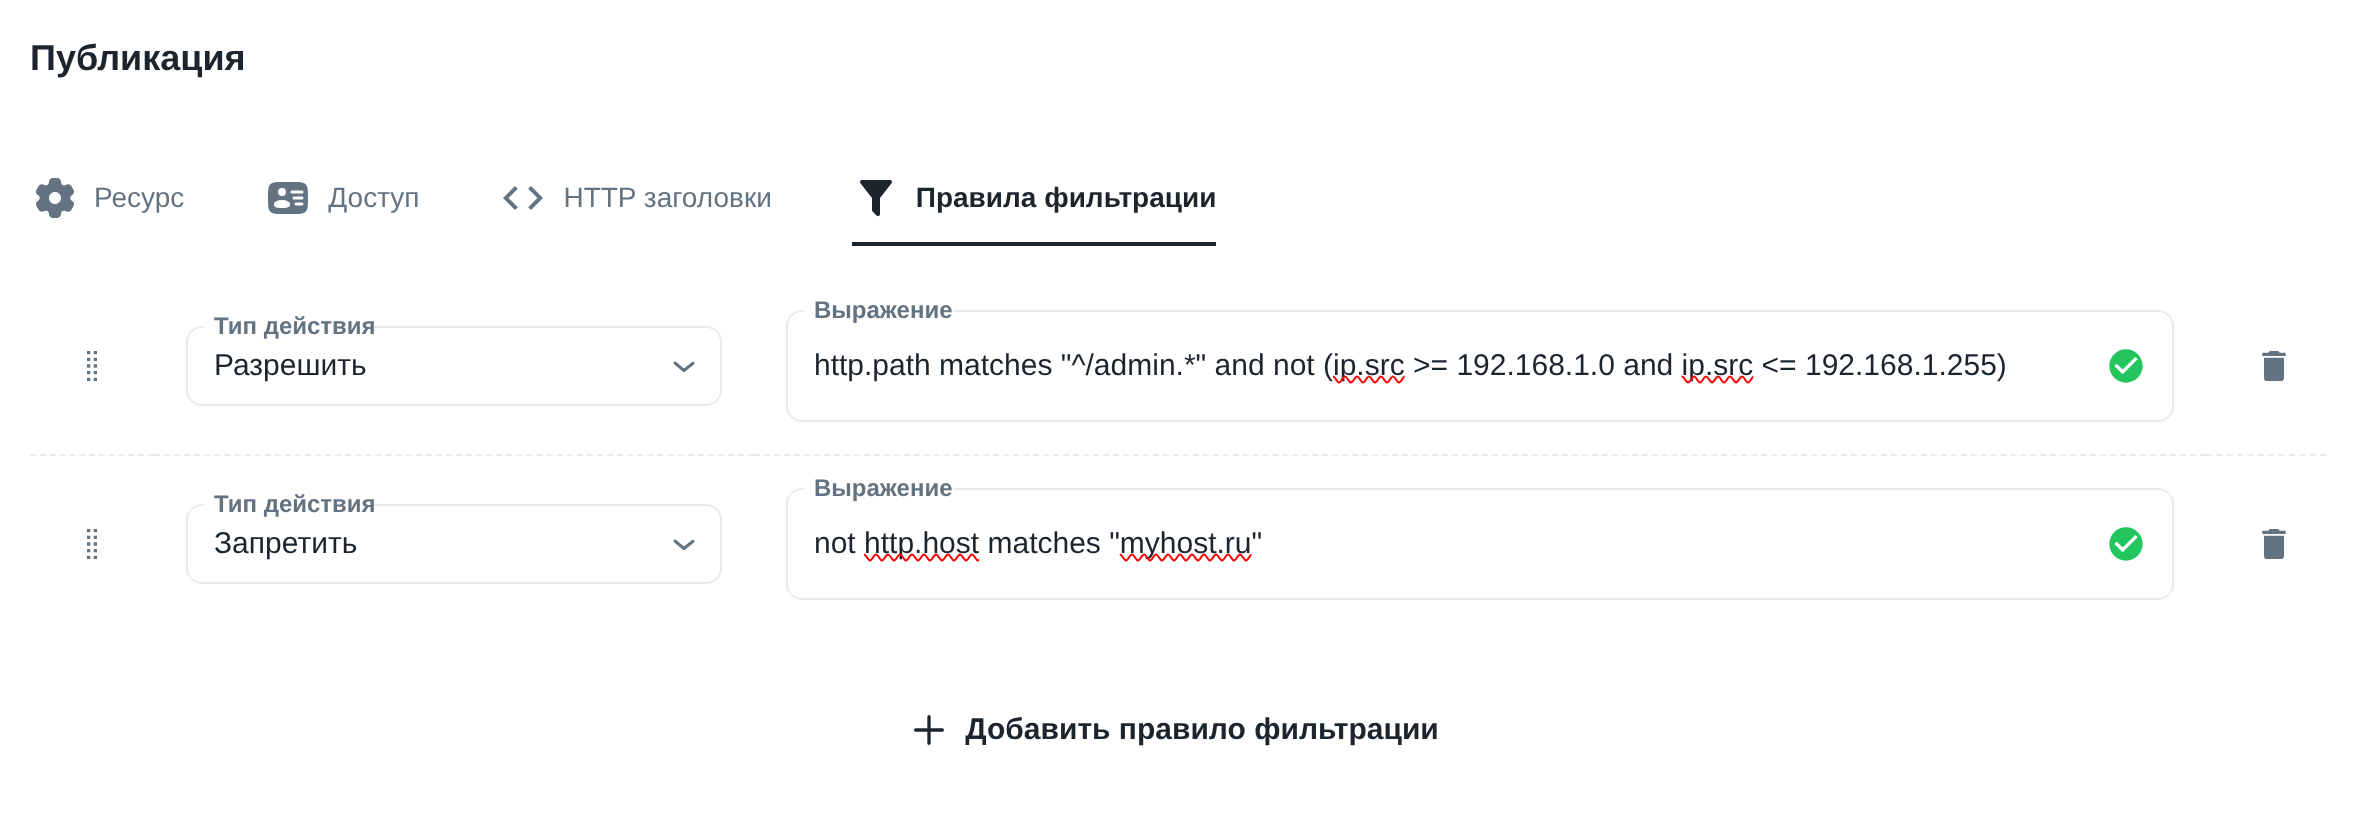 Публикация
Ресурс
Доступ
HTTP заголовки
Правила фильтрации
Тип действия
Разрешить
Выражение
http.path matches "^/admin.*" and not (ip.src >= 192.168.1.0 and ip.src <= 192.168.1.255)
Тип действия
Запретить
Выражение
not http.host matches "myhost.ru"
Добавить правило фильтрации